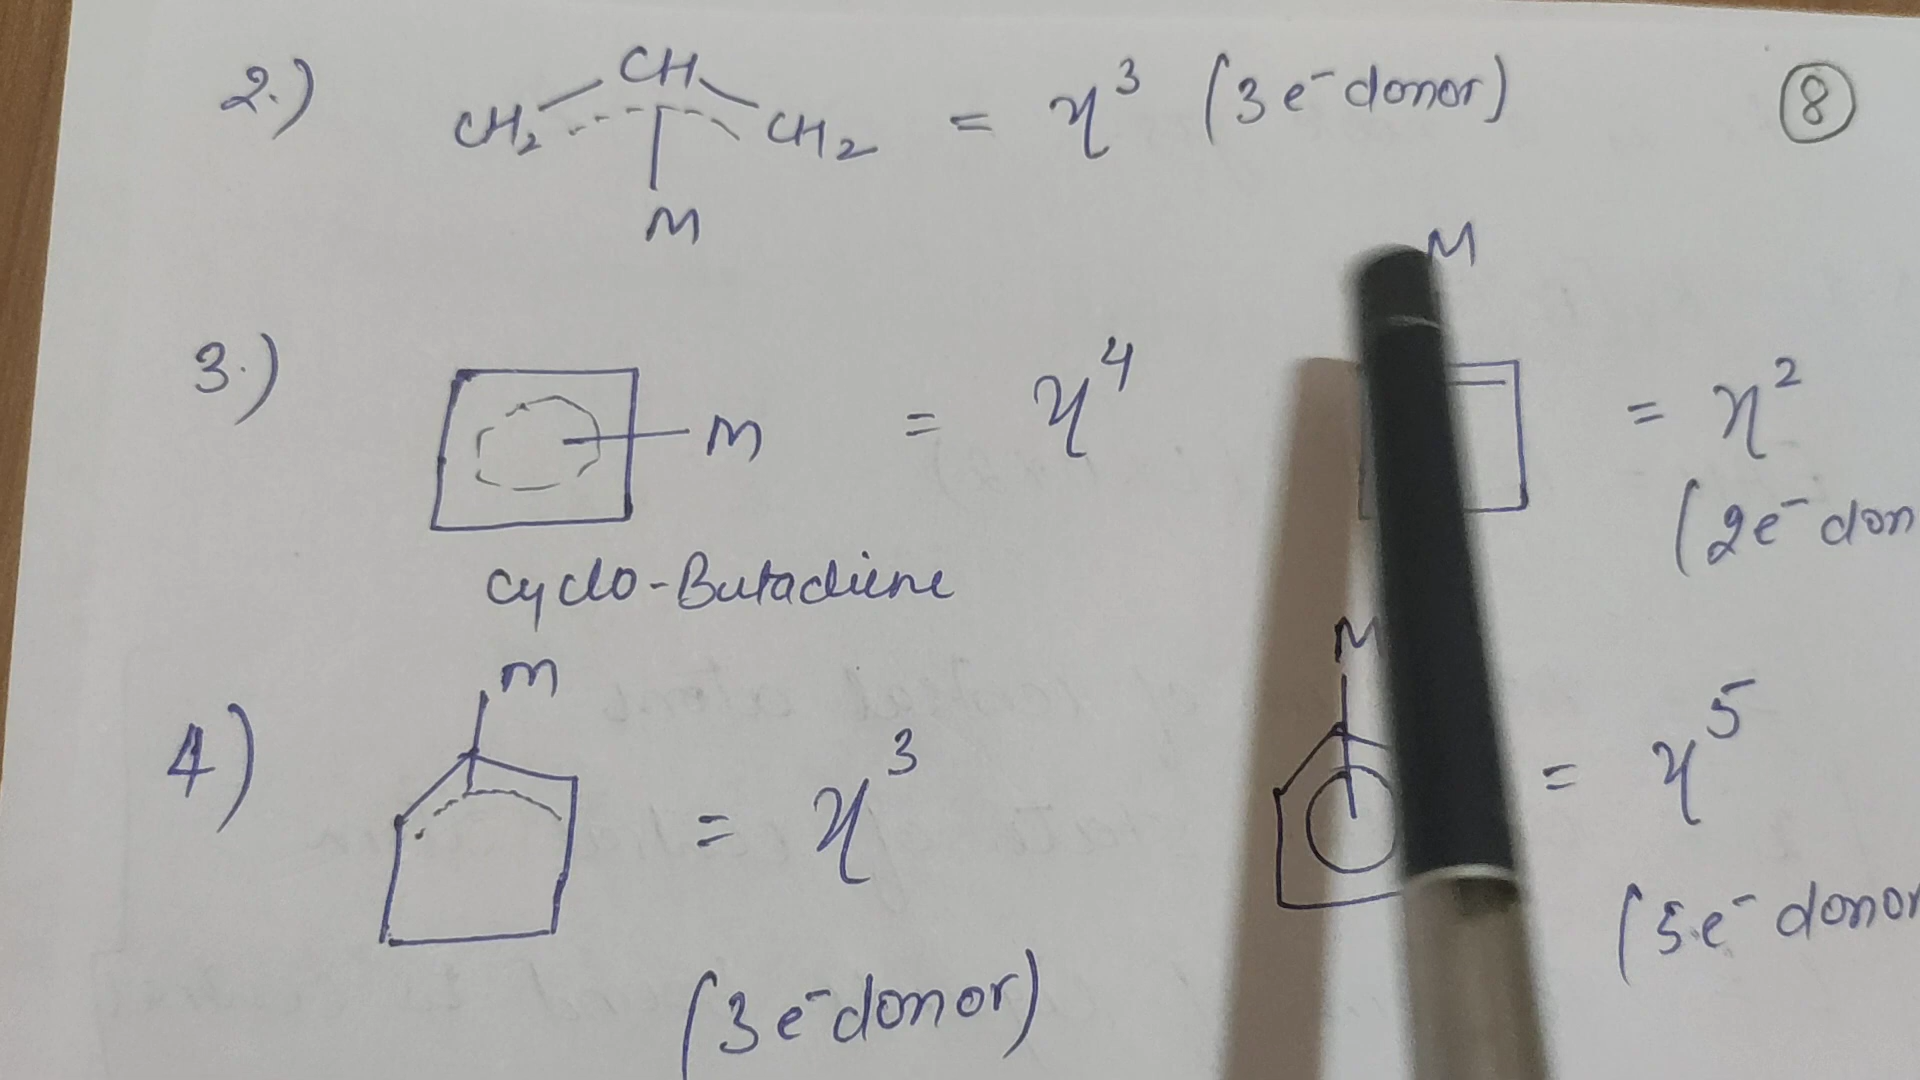 2.) CH₂ CH CH₂ = η³ (3e⁻ donor) ⑧
M
M
3.) M = η⁴ = η²
(2e⁻ don
Cyclo-Butadiene
M M
4) = η³ = η⁵
(5e⁻ donor
(3e⁻ donor)